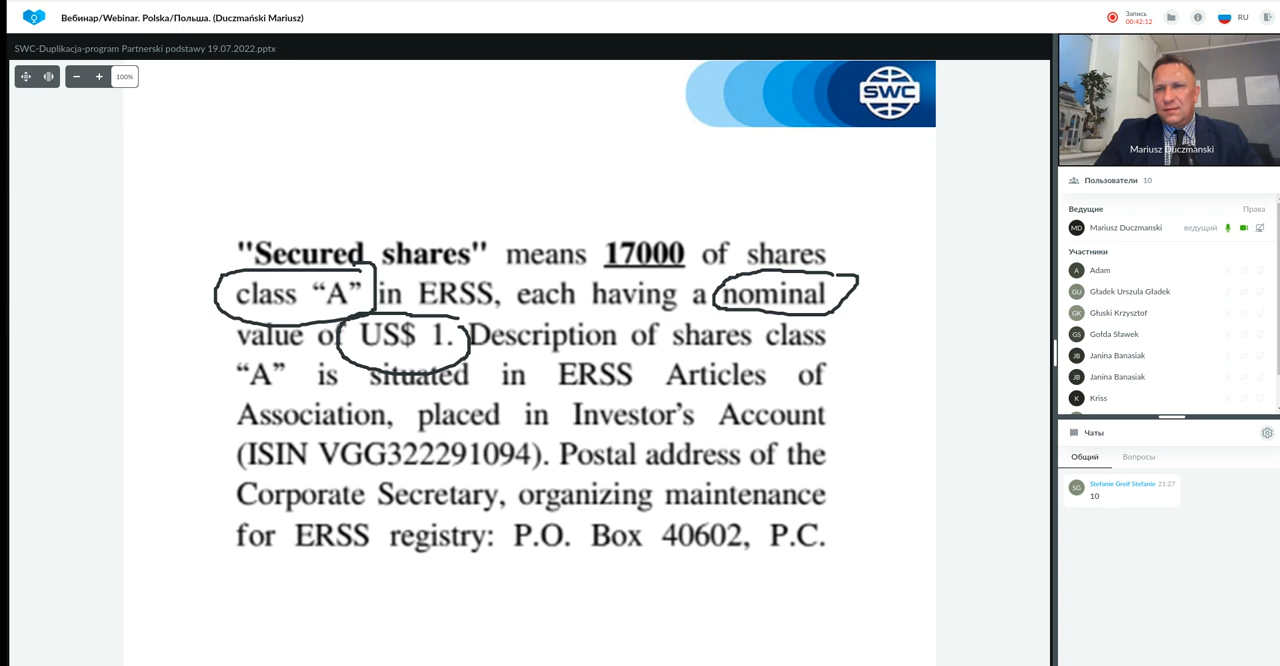 Вебинар/Webinar. Polska/Польша. (Duczmański Mariusz)
Запись
00:42:12
RU
SWC-Duplikacja-program Partnerski podstawy 19.07.2022.pptx
100%
SWC
"Secured shares" means 17000 of shares
class “A” in ERSS, each having a nominal
value of US$ 1. Description of shares class
“A” is situated in ERSS Articles of
Association, placed in Investor’s Account
(ISIN VGG322291094). Postal address of the
Corporate Secretary, organizing maintenance
for ERSS registry: P.O. Box 40602, P.C.
Mariusz Duczmanski
Пользователи 10
Ведущие Права
MD Mariusz Duczmanski ведущий
Участники
A Adam
GU Gładek Urszula Gładek
GK Głuski Krzysztof
GS Gołda Sławek
JB Janina Banasiak
JB Janina Banasiak
K Kriss
Чаты
Общий Вопросы
SG Stefanie Greif Stefanie 21:27
10